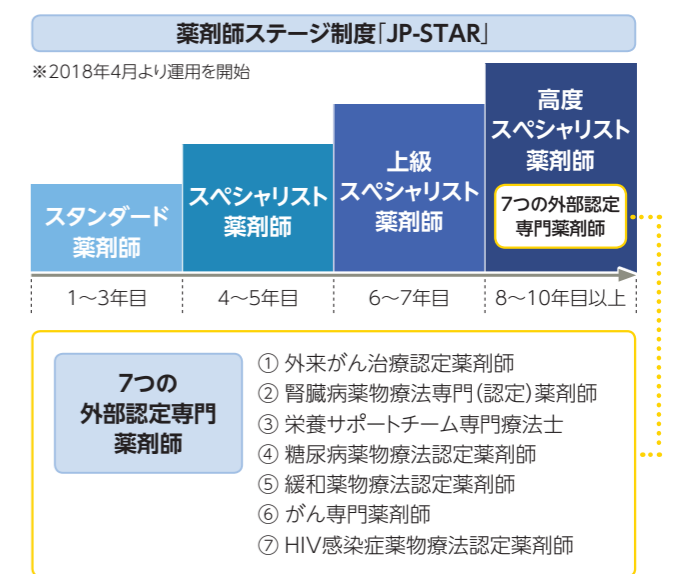 薬剤師ステージ制度「JP-STAR」
※2018年4月より運用を開始
スタンダード
薬剤師
スペシャリスト
薬剤師
上級
スペシャリスト
薬剤師
高度
スペシャリスト
薬剤師
7つの外部認定
専門薬剤師
1～3年目
4～5年目
6～7年目
8～10年目以上
7つの
外部認定専門
薬剤師
① 外来がん治療認定薬剤師
② 腎臓病薬物療法専門（認定）薬剤師
③ 栄養サポートチーム専門療法士
④ 糖尿病薬物療法認定薬剤師
⑤ 緩和薬物療法認定薬剤師
⑥ がん専門薬剤師
⑦ HIV感染症薬物療法認定薬剤師